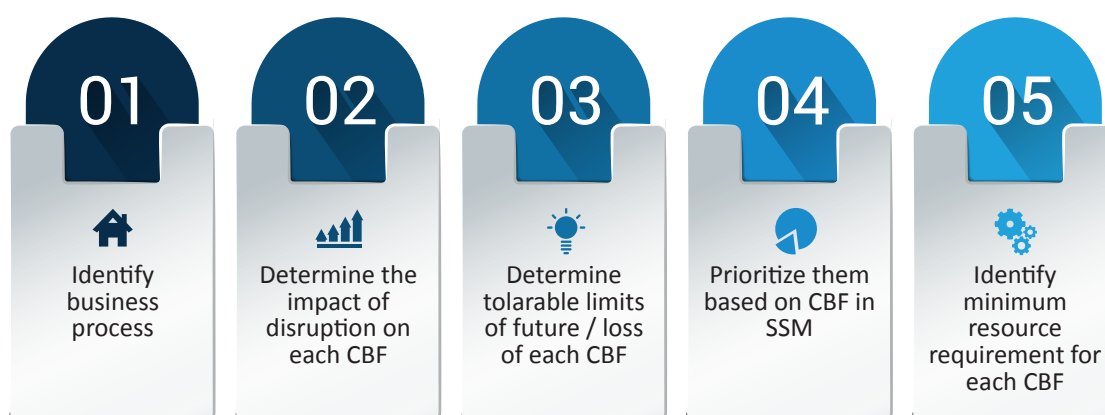 01
Identify
business
process
02
Determine the
impact of
disruption on
each CBF
03
Determine
tolarable limits
of future / loss
of each CBF
04
Prioritize them
based on CBF in
SSM
05
Identify
minimum
resource
requirement for
each CBF